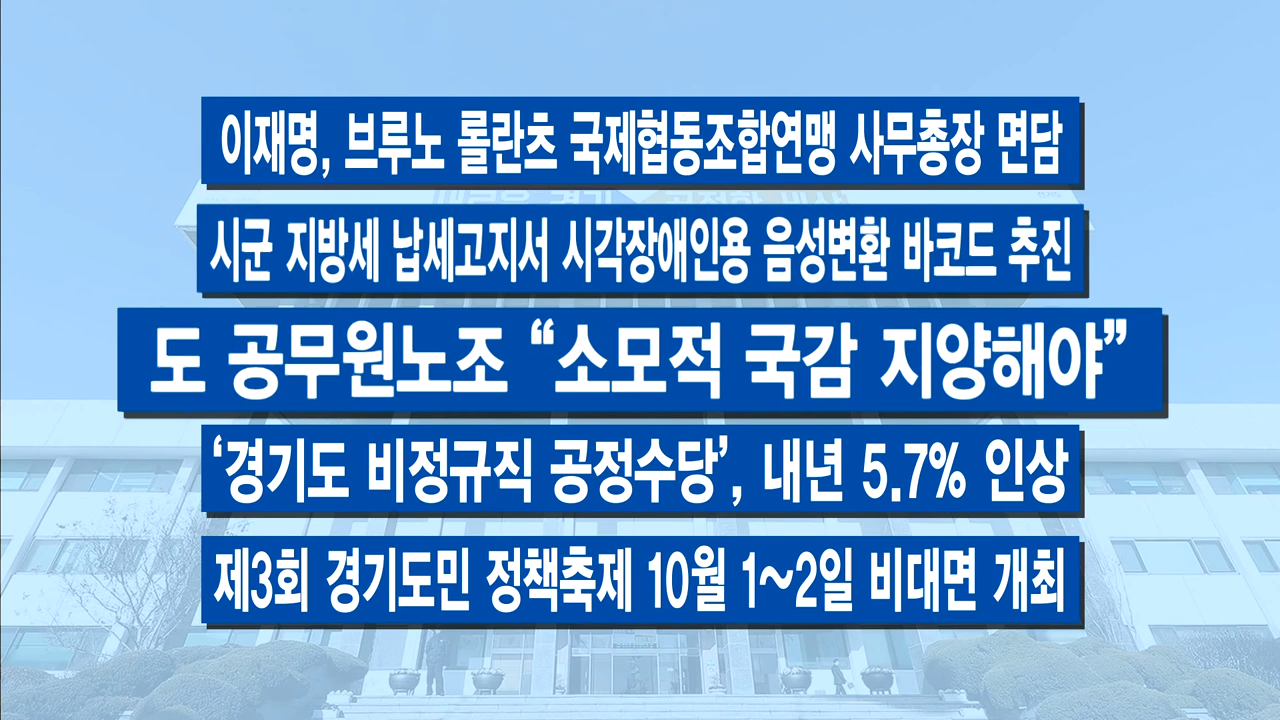 이재명, 브루노 롤란츠 국제협동조합연맹 사무총장 면담
시군 지방세 납세고지서 시각장애인용 음성변환 바코드 추진
도 공무원노조 “소모적 국감 지양해야”
‘경기도 비정규직 공정수당’, 내년 5.7% 인상
제3회 경기도민 정책축제 10월 1~2일 비대면 개최